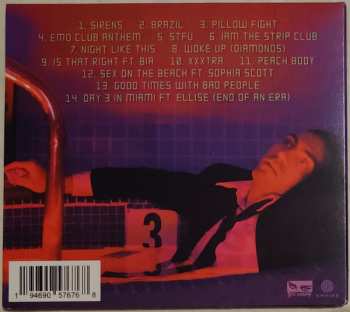 1 SIRENS 2 BRAZIL 3 PILLOW FIGHT
4 EMO CLUB ANTHEM 5 STFU 6 IAM THE STRIP CLUB
7 NIGHT LIKE THIS 8 WOKE UP (DIAMONDS)
9 IS THAT RIGHT FT BIA 10 XXXTRA 11 PEACH BODY
12 SEX ON THE BEACH FT SOPHIA SCOTT
13 GOOD TIMES WITH BAD PEOPLE
14 DAY 3 IN MIAMI FT ELLISE (END OF AN ERA)
3
1 94690 57676 8
EMPIRE